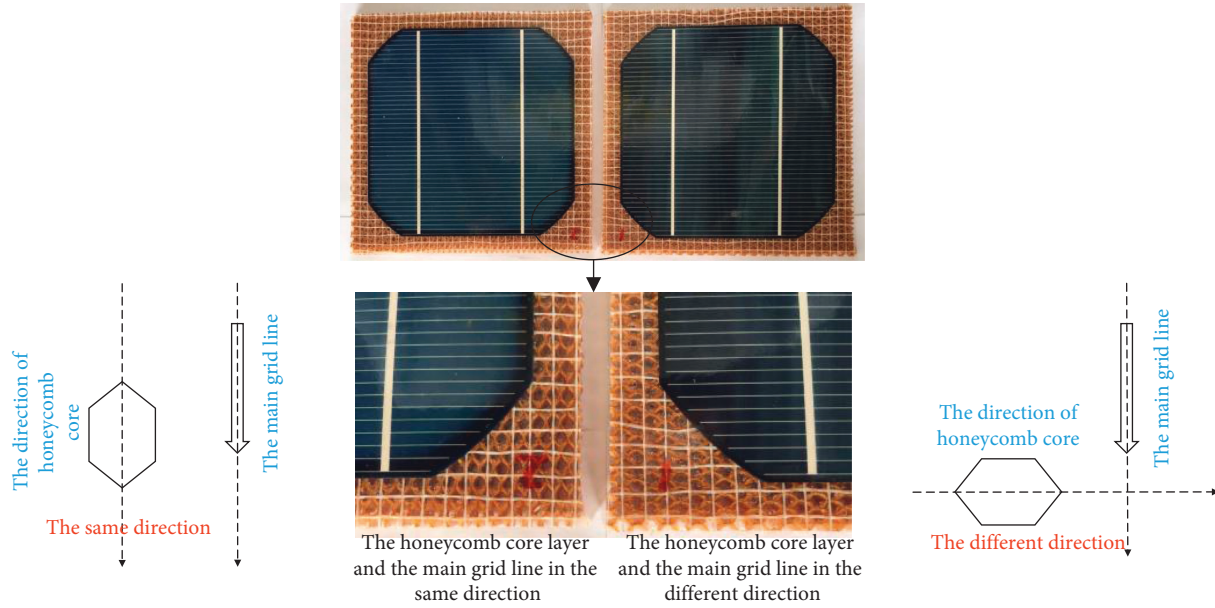 The direction of
honeycomb
core
The main grid line
The same direction
The honeycomb core layer
and the main grid line in the
same direction
The honeycomb core layer
and the main grid line in the
different direction
The direction of
honeycomb core
The main grid line
The different direction